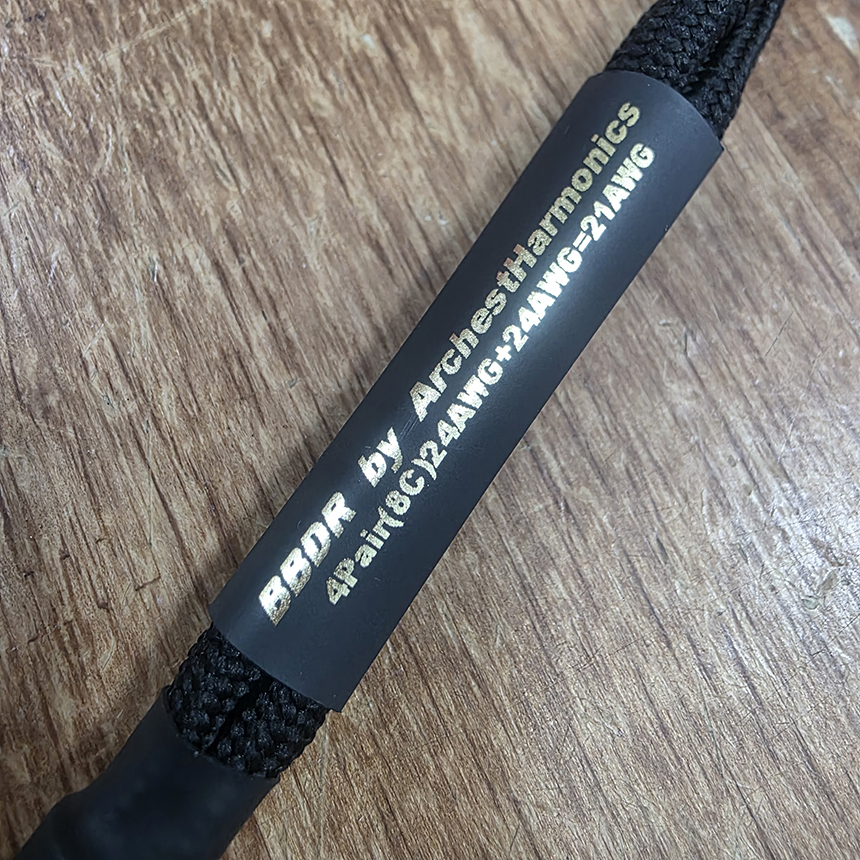 BBDR by ArchestHarmonics
4Pair(8C)24AWG+24AWG=21AWG